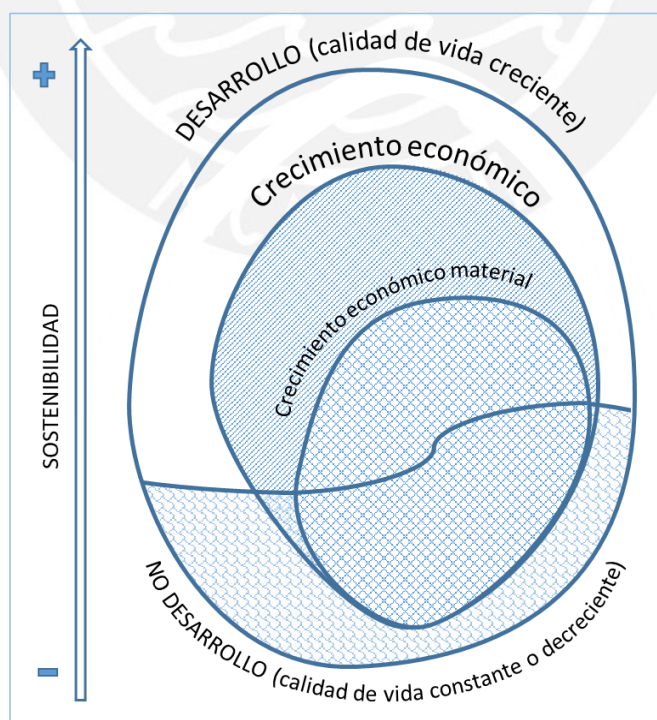 +
DESARROLLO (calidad de vida creciente)
Crecimiento económico
Crecimiento económico material
SOSTENIBILIDAD
NO DESARROLLO (calidad de vida constante o decreciente)
-